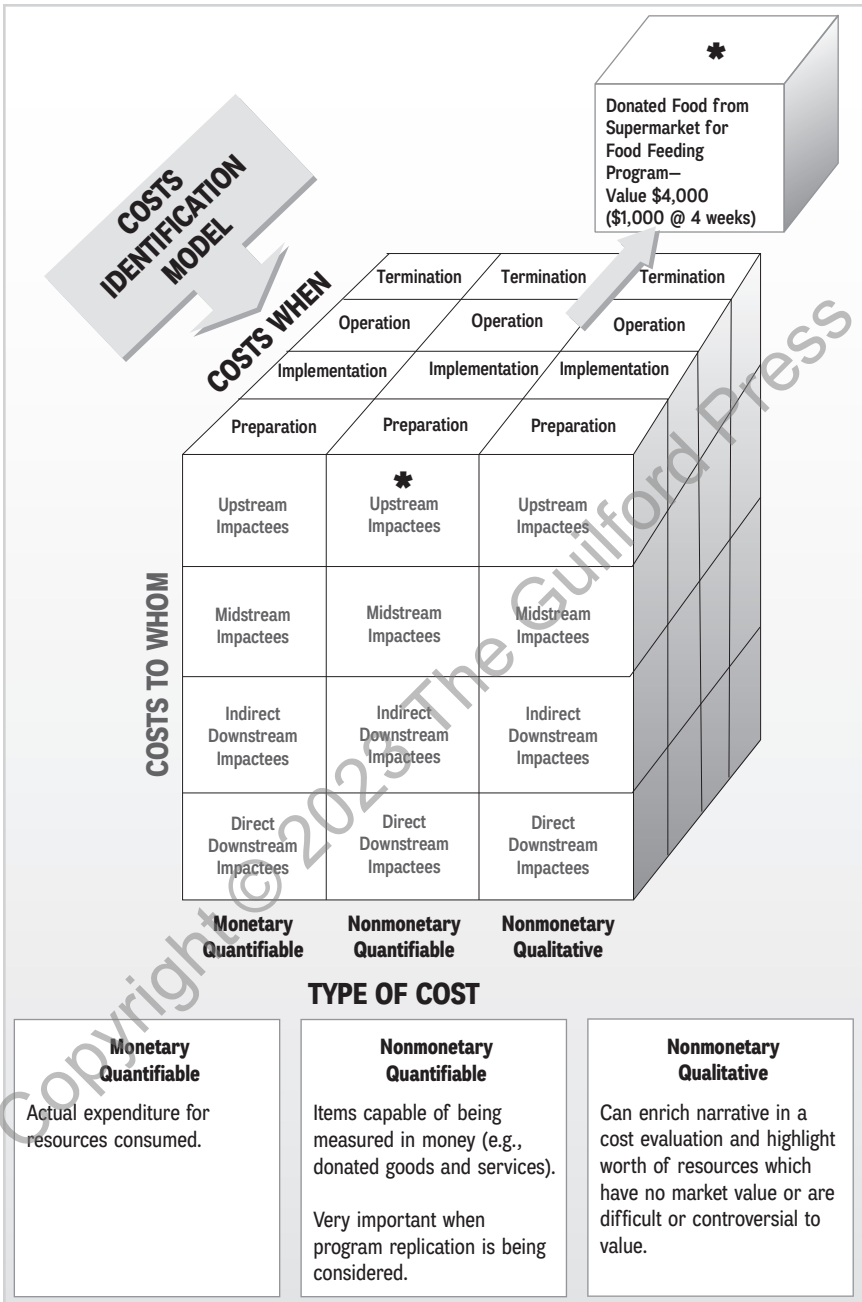 *
Donated Food from
Supermarket for
Food Feeding
Program—
Value $4,000
($1,000 @ 4 weeks)
COSTS
IDENTIFICATION
MODEL
COSTS WHEN
Termination Termination Termination
Operation Operation Operation
Implementation Implementation Implementation
Preparation Preparation Preparation
COSTS TO WHOM
*
Upstream Upstream Upstream
Impactees Impactees Impactees
Midstream Midstream Midstream
Impactees Impactees Impactees
Indirect Indirect Indirect
Downstream Downstream Downstream
Impactees Impactees Impactees
Direct Direct Direct
Downstream Downstream Downstream
Impactees Impactees Impactees
Monetary Nonmonetary Nonmonetary
Quantifiable Quantifiable Qualitative
TYPE OF COST
Monetary
Quantifiable
Actual expenditure for
resources consumed.
Nonmonetary
Quantifiable
Items capable of being
measured in money (e.g.,
donated goods and services).
Very important when
program replication is being
considered.
Nonmonetary
Qualitative
Can enrich narrative in a
cost evaluation and highlight
worth of resources which
have no market value or are
difficult or controversial to
value.
Copyright © 2023 The Guilford Press